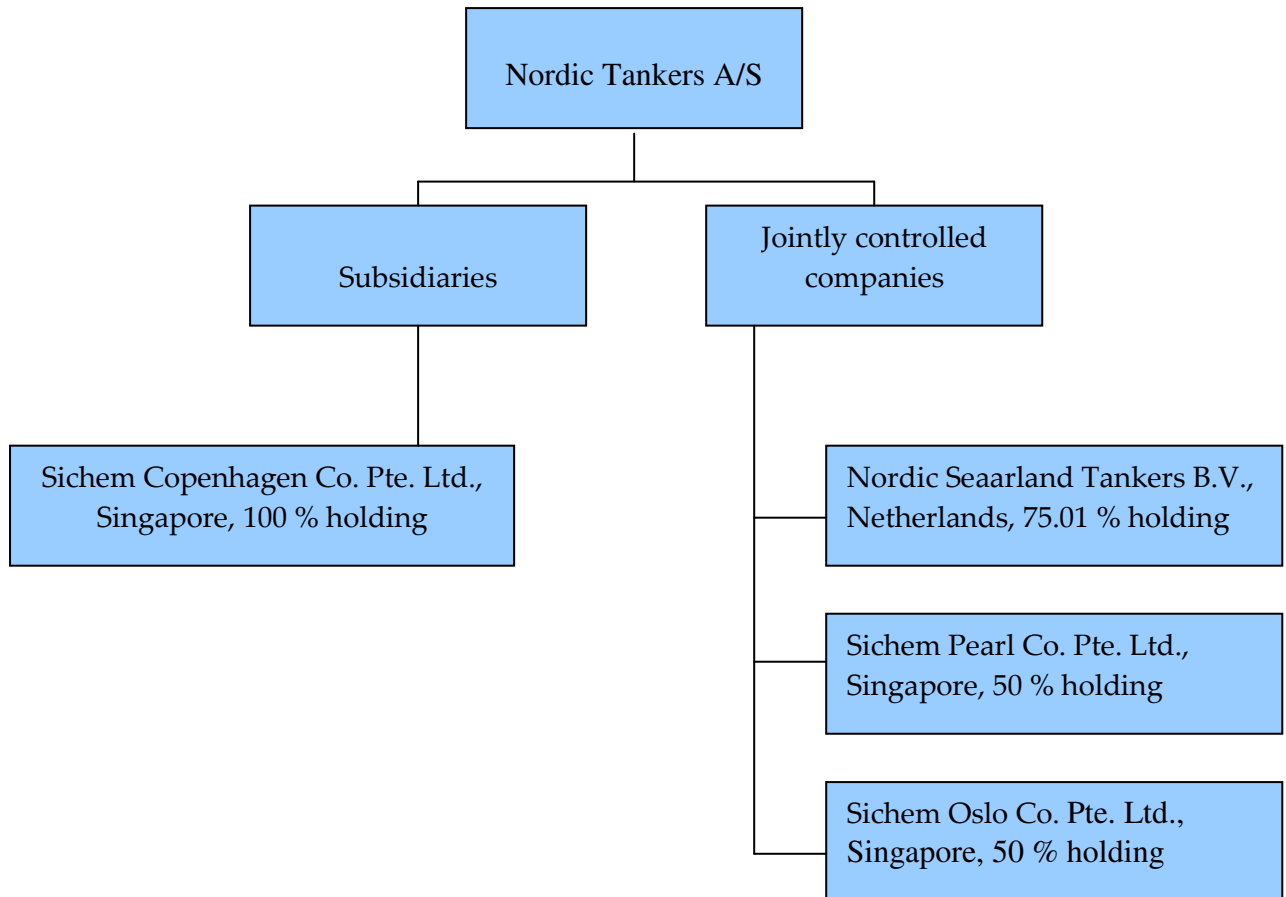 Nordic Tankers A/S
Subsidiaries
Jointly controlled
companies
Sichem Copenhagen Co. Pte. Ltd.,
Singapore, 100 % holding
Nordic Seaarland Tankers B.V.,
Netherlands, 75.01 % holding
Sichem Pearl Co. Pte. Ltd.,
Singapore, 50 % holding
Sichem Oslo Co. Pte. Ltd.,
Singapore, 50 % holding